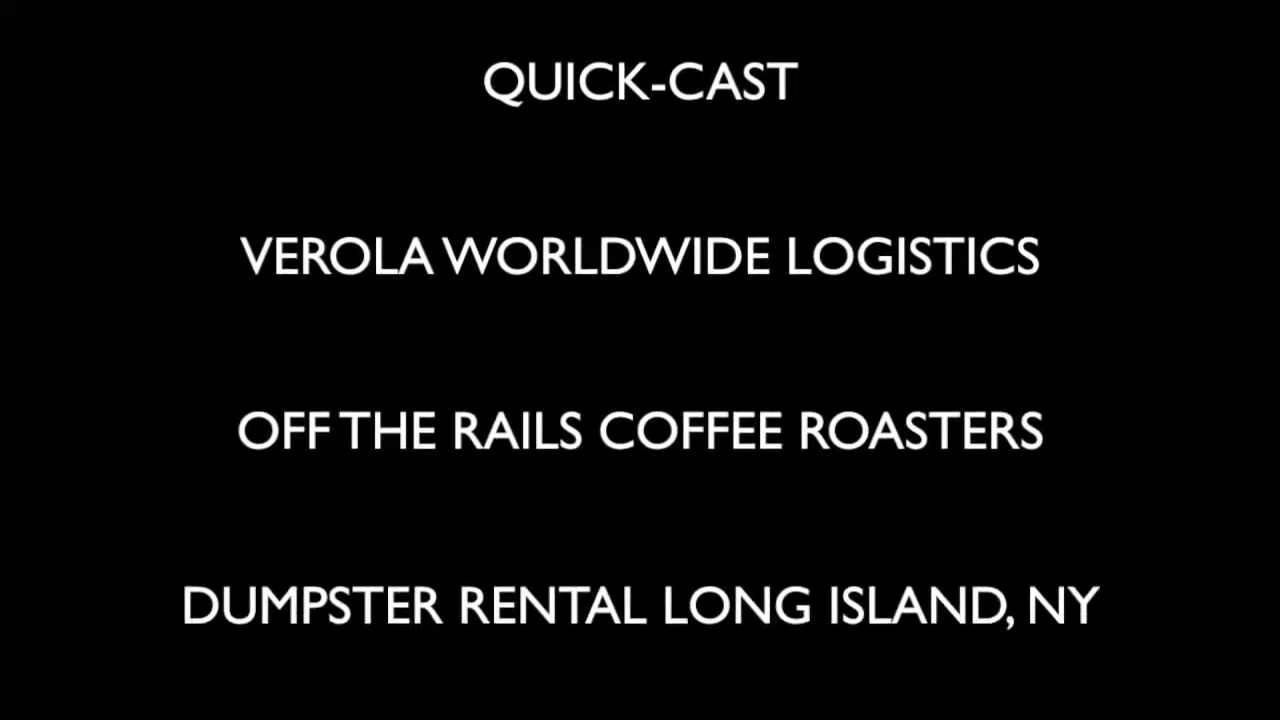 QUICK-CAST
VEROLA WORLDWIDE LOGISTICS
OFF THE RAILS COFFEE ROASTERS
DUMPSTER RENTAL LONG ISLAND, NY